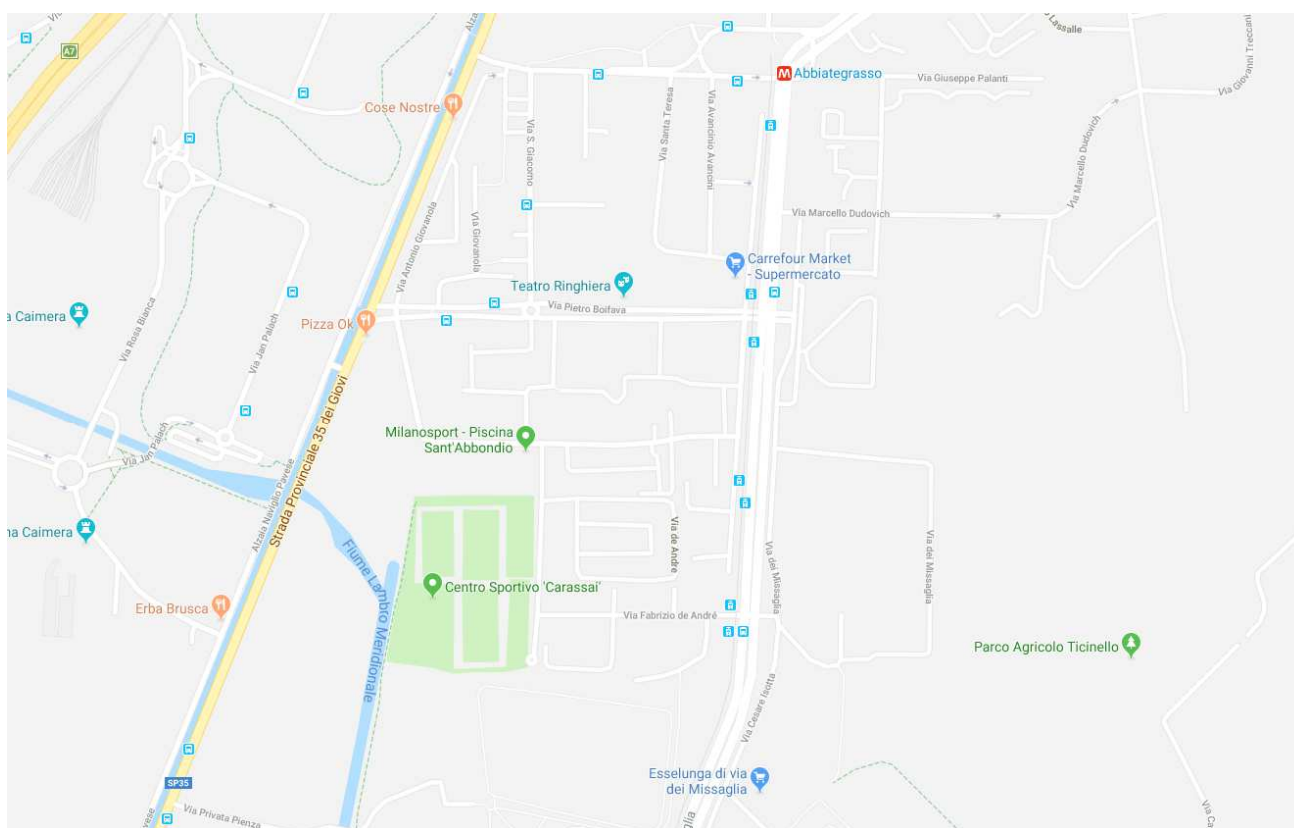 Lassalle
A7
Abbiategrasso
Via Giuseppe Palanti
Via Giovanni Treccani
Alzaia
Cose Nostre
Via Santa Teresa
Via Avancinio Avancini
Via S. Giacomo
Via Marcello Dudovich
Via Marcello Dudovich
Via Antonio Giovanola
Via Giovanola
Carrefour Market
- Supermercato
Teatro Ringhiera
Via Pietro Boifava
a Caimera
Via Rosa Bianca
Via Jan Palach
Pizza Ok
Strada Provinciale 35 dei Giovi
Milanosport - Piscina
Sant'Abbondio
Via Jan Palach
Alzaia Naviglio Pavese
na Caimera
Fiume Lambro Meridionale
Via de Andrè
Via dei Missaglia
Via dei Missaglia
Centro Sportivo 'Carassai'
Erba Brusca
Via Fabrizio de Andrè
Parco Agricolo Ticinello
Via Cesare Isotta
Esselunga di via
dei Missaglia
SP35
Via Privata Pienza
vese
aglia
Via Ca